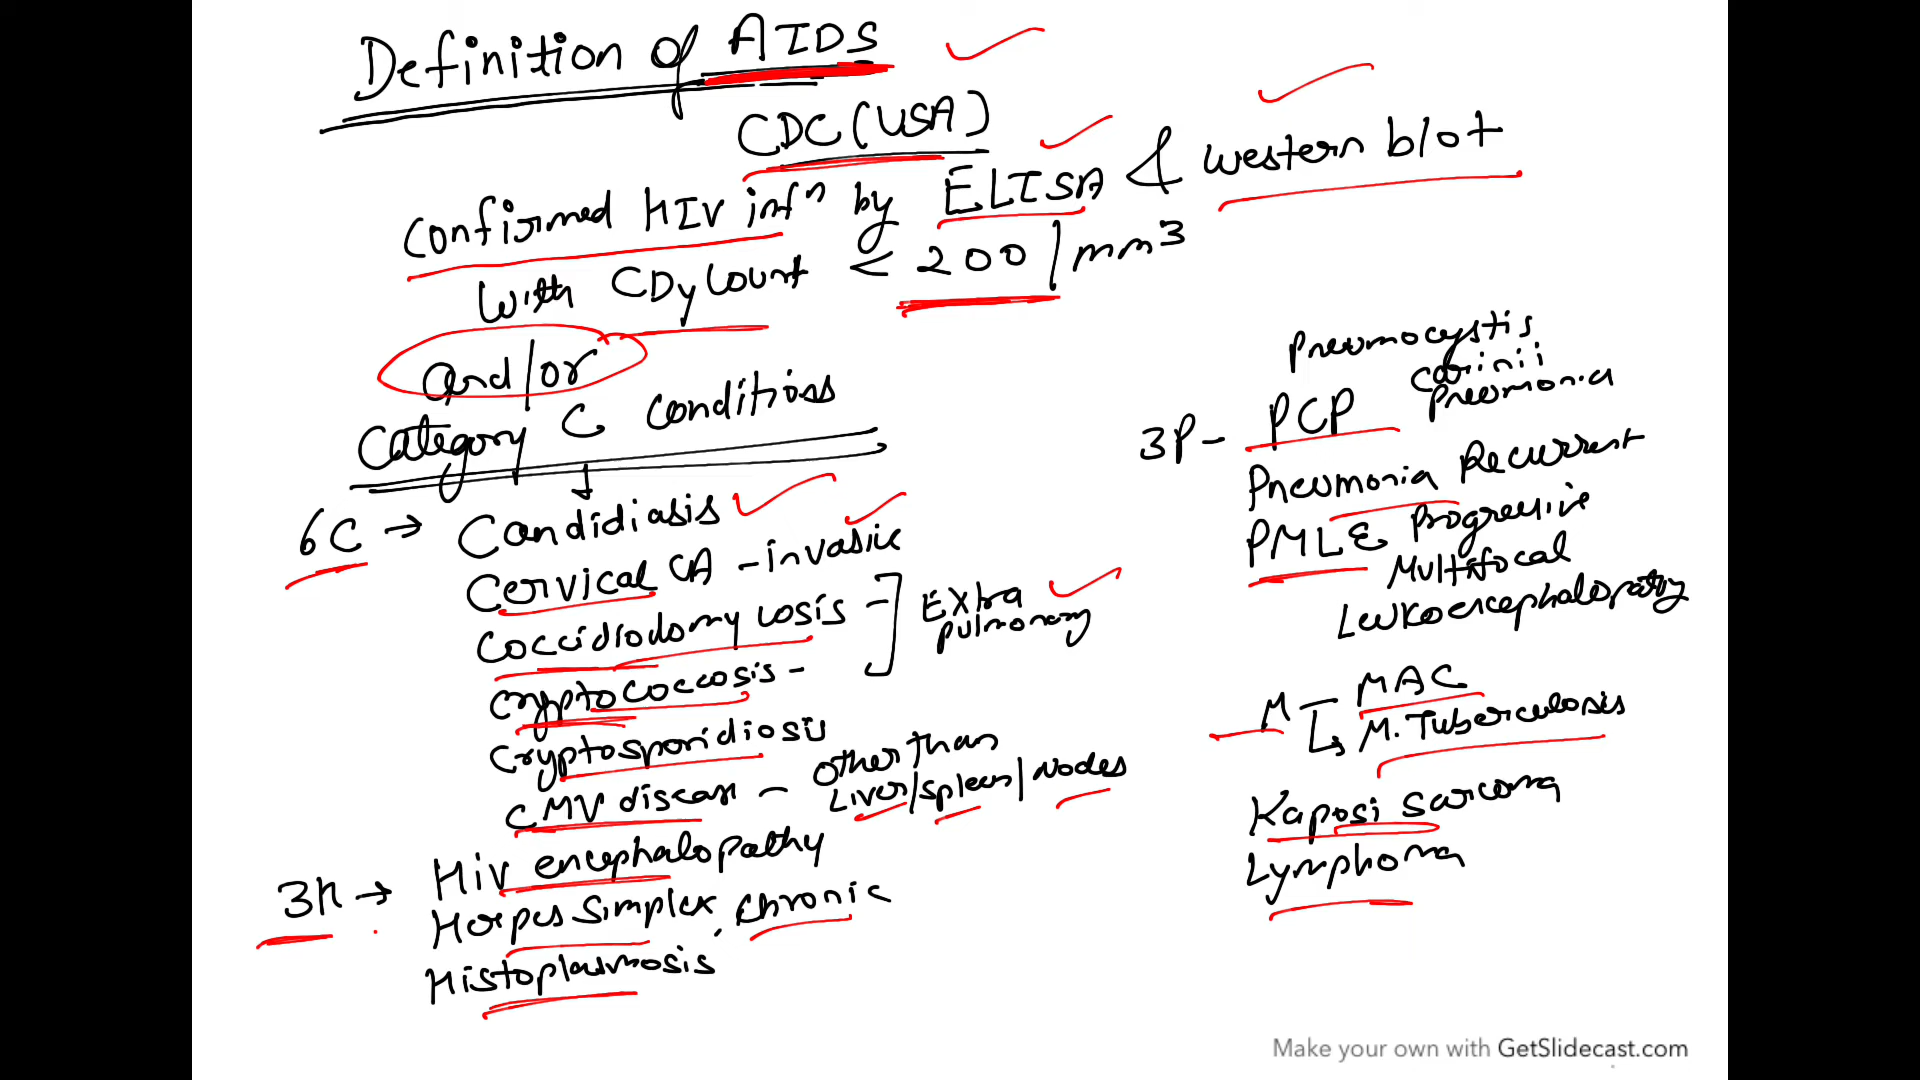 Definition of AIDS
CDC (USA)
Confirmed HIV infn by ELISA & western blot
with CD4 Count < 200 / mm3
and/or
Category C conditions
6C → Candidiasis
Cervical CA - invasive
Coccidiodomycosis -
Cryptococcosis -
Extra
pulmonary
Cryptosporidiosis
CMV disease - other than
Liver/spleen/Nodes
3H → HIV encephalopathy
Herpes Simplex, chronic
Histoplasmosis
Pneumocystis
Carinii
Pneumonia
3P - PCP
Pneumonia Recurrent
PMLE Progressive
Multifocal
Leukoencephalopathy
M MAC
M. Tuberculosis
Kaposi Sarcoma
Lymphoma
Make your own with GetSlidecast.com